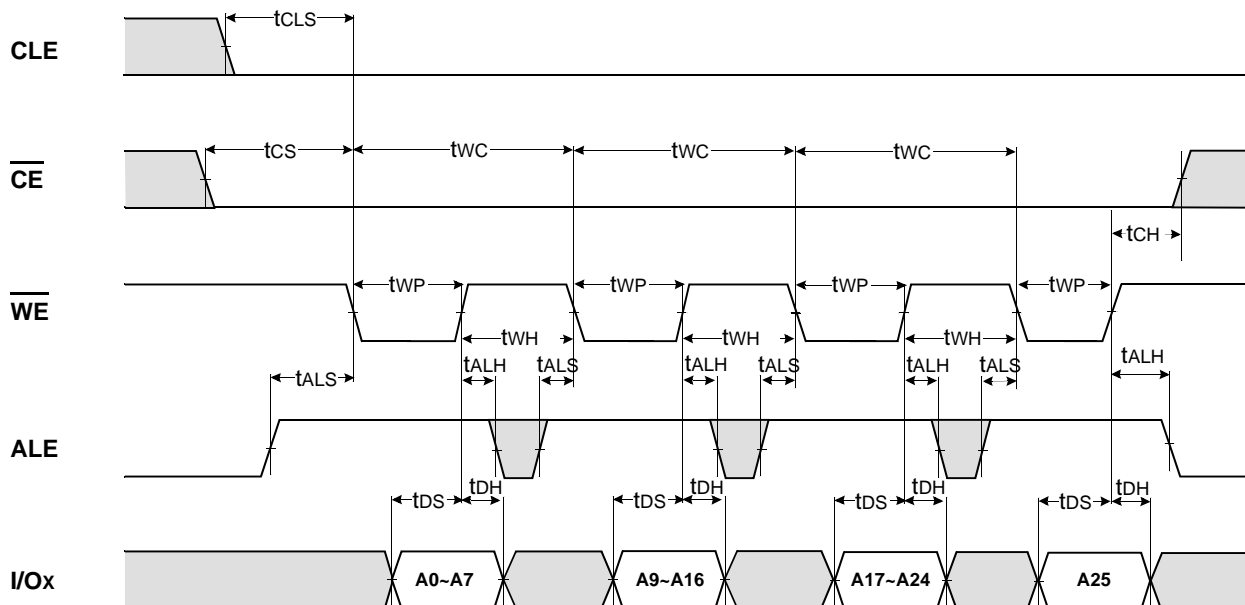 tCLS
CLE
tCS tWC tWC tWC
CE
tCH
tWP tWP tWP tWP
WE
tWH tWH tWH
tALH tALS tALH tALS tALH tALS tALH
tALS
ALE
tDS tDH tDS tDH tDS tDH tDS tDH
I/Ox A0~A7 A9~A16 A17~A24 A25